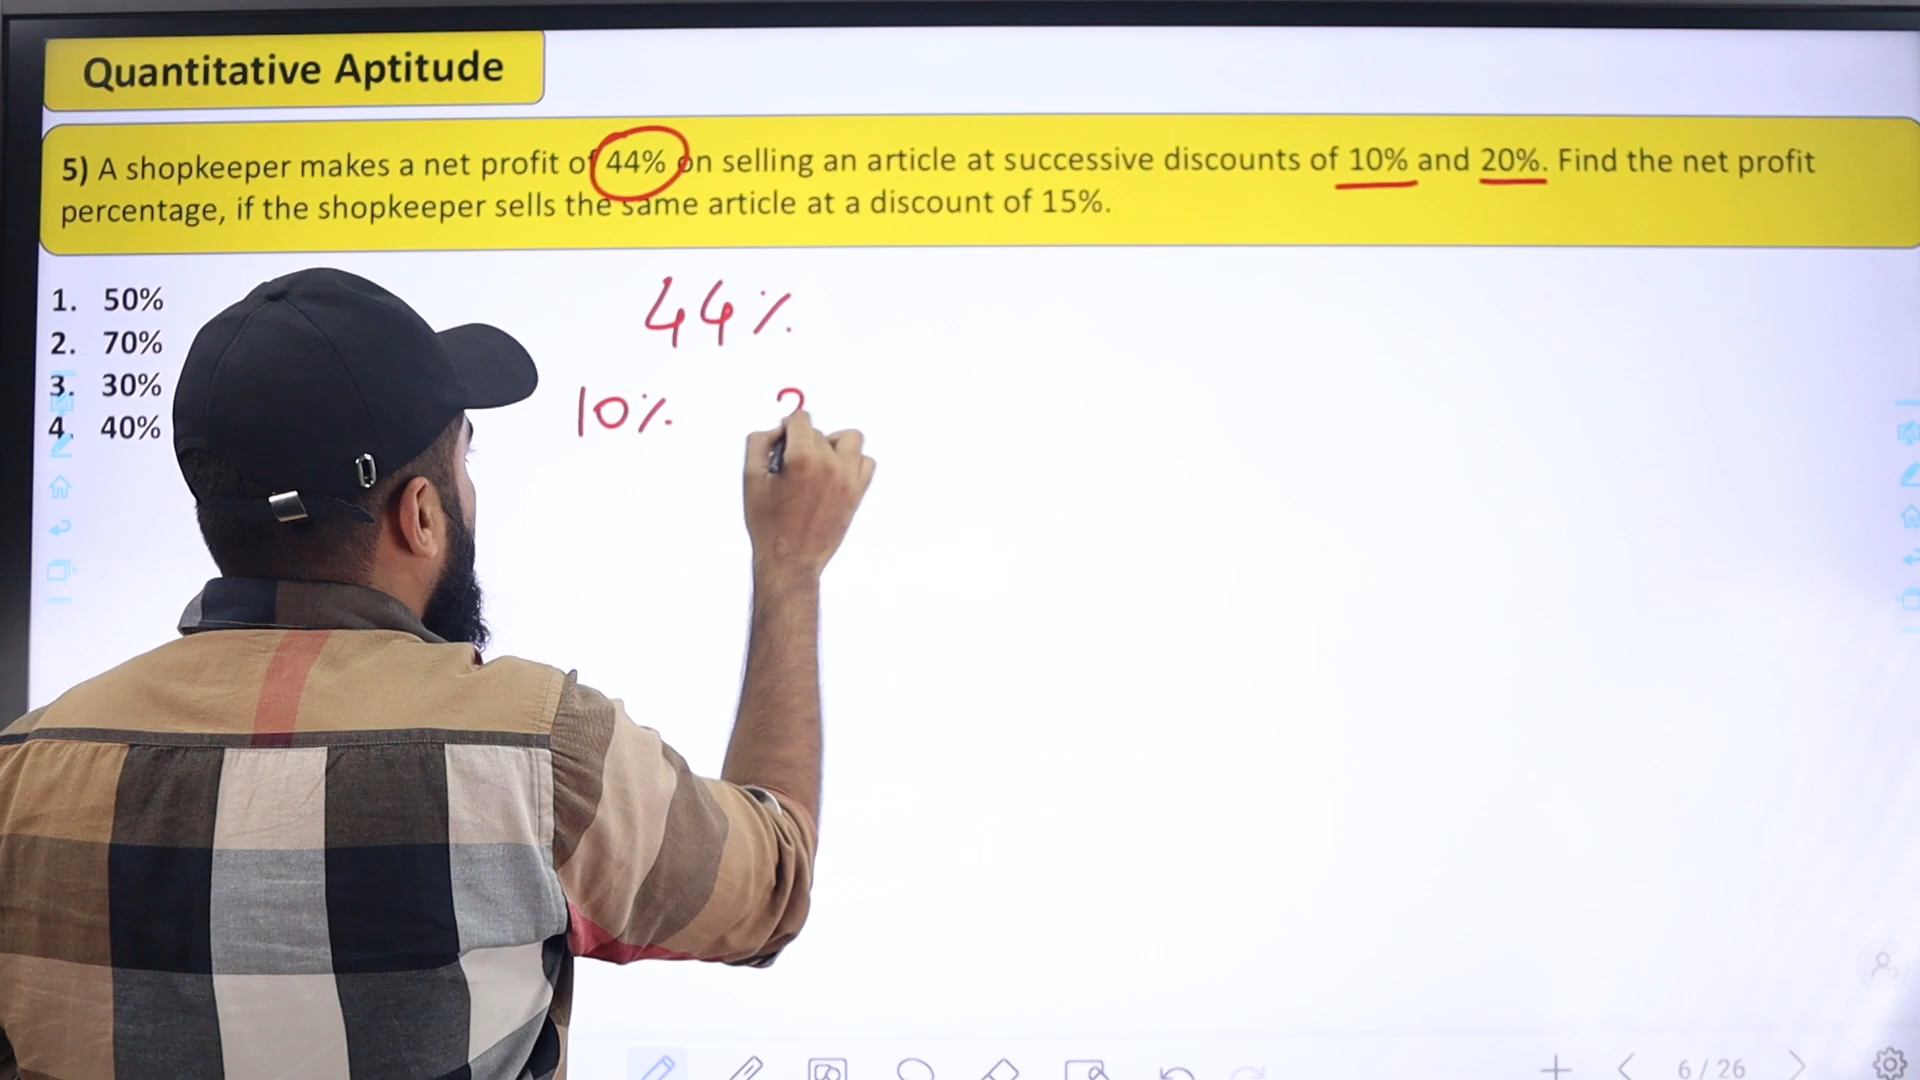 Quantitative Aptitude
5) A shopkeeper makes a net profit of 44% on selling an article at successive discounts of 10% and 20%. Find the net profit
percentage, if the shopkeeper sells the same article at a discount of 15%.
1. 50%
2. 70%
3. 30%
4. 40%
44%
10% 2
6 / 26